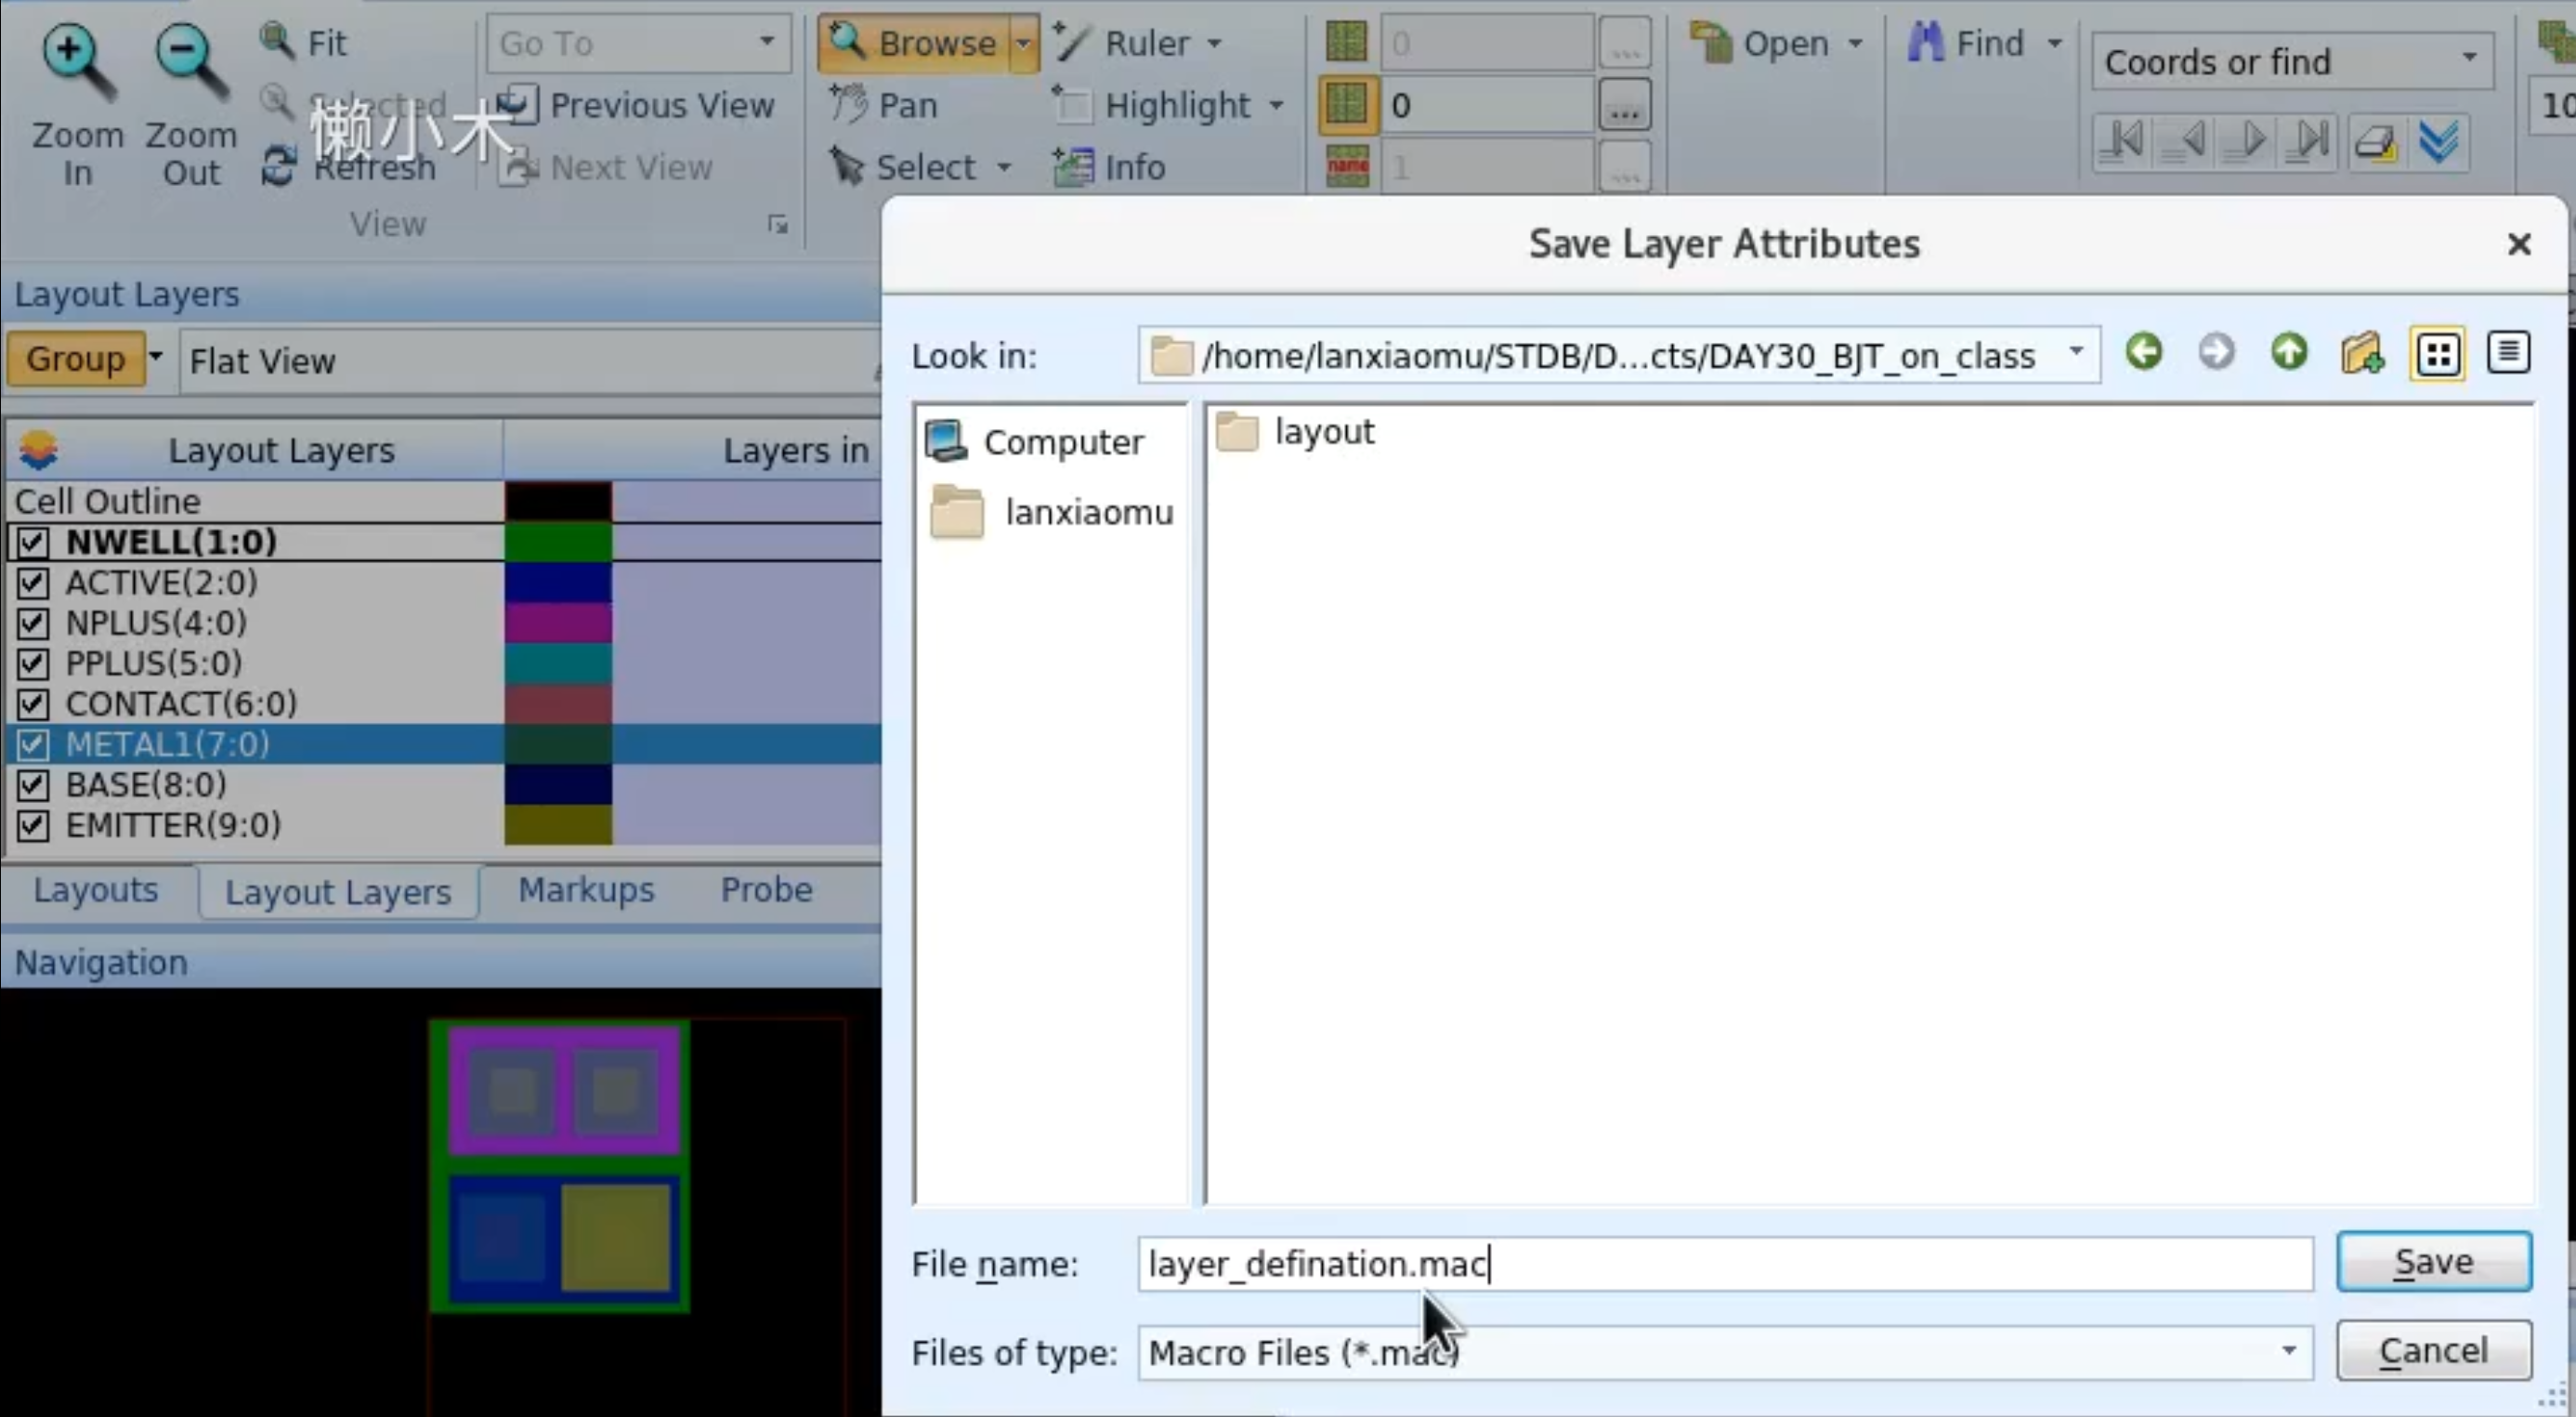 Zoom In
Zoom Out
Fit
Selected
Refresh
懒小木
View
Go To
Previous View
Next View
Browse
Pan
Select
Ruler
Highlight
Info
0
...
0
...
name
1
...
Open
Find
Coords or find
10
Layout Layers
Group
Flat View
Layout Layers
Layers in
Cell Outline
NWELL(1:0)
ACTIVE(2:0)
NPLUS(4:0)
PPLUS(5:0)
CONTACT(6:0)
METAL1(7:0)
BASE(8:0)
EMITTER(9:0)
Layouts
Layout Layers
Markups
Probe
Navigation
Save Layer Attributes
Look in:
/home/lanxiaomu/STDB/D...cts/DAY30_BJT_on_class
Computer
lanxiaomu
layout
File name:
layer_defination.mac
Save
Files of type:
Macro Files (*.mac)
Cancel